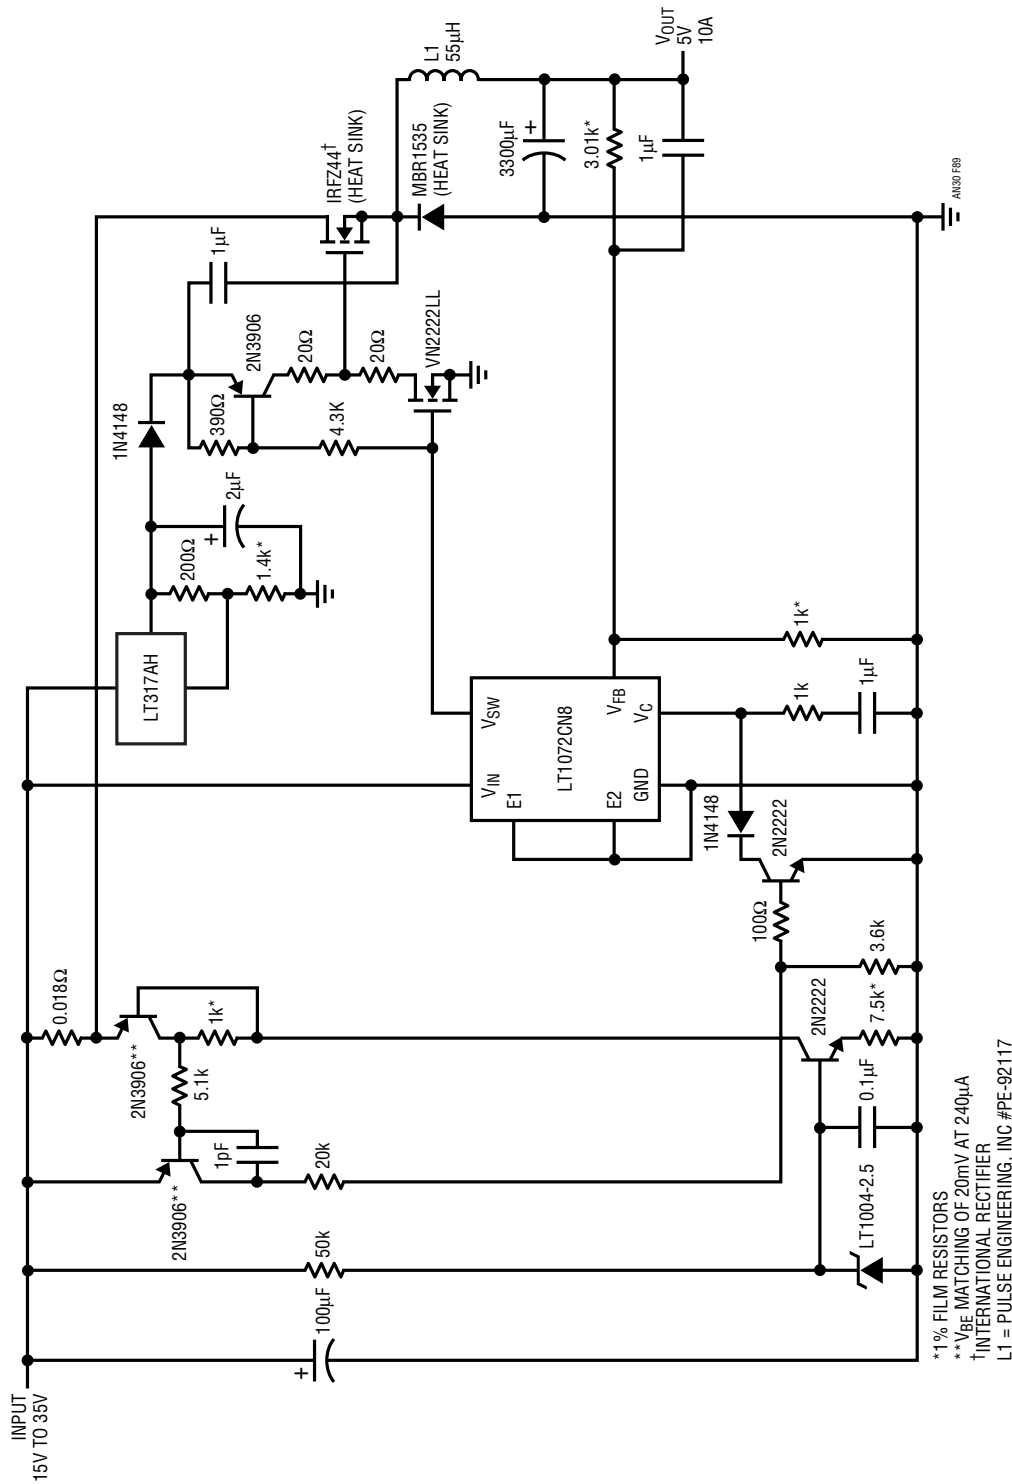 INPUT
15V TO 35V
100µF
+
50k
2N3906**
1pF
20k
5.1k
2N3906**
0.018Ω
1k*
LT1004-2.5
0.1µF
2N2222
7.5k*
3.6k
100Ω
2N2222
1N4148
LT317AH
200Ω
1.4k*
+
2µF
1N4148
390Ω
2N3906
4.3K
20Ω
20Ω
VN2222LL
1µF
IRFZ44†
(HEAT SINK)
MBR1535
(HEAT SINK)
L1
55µH
VIN
VSW
E1
LT1072CN8
E2
VFB
GND
VC
1k
1µF
1k*
3300µF
+
3.01k*
1µF
VOUT
5V
10A
AN30 F89
*1% FILM RESISTORS
**VBE MATCHING OF 20mV AT 240µA
†INTERNATIONAL RECTIFIER
L1 = PULSE ENGINEERING. INC #PE-92117